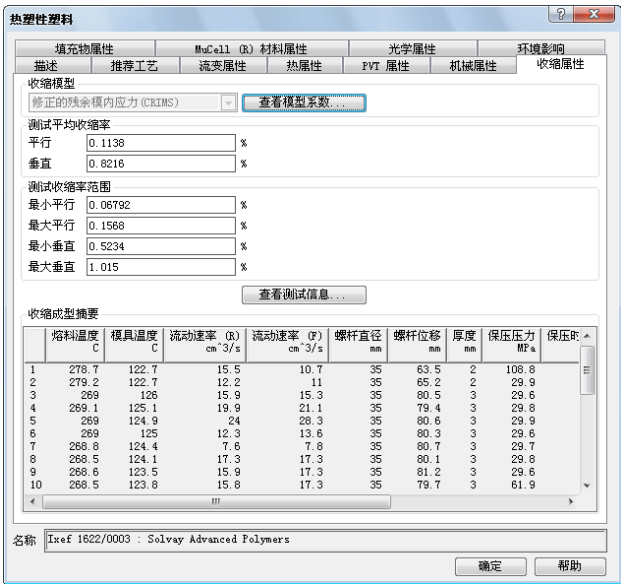 热塑性塑料
填充物属性 MuCell (R) 材料属性 光学属性 环境影响
描述 推荐工艺 流变属性 热属性 PVT 属性 机械属性 收缩属性
收缩模型
修正的残余模内应力(CRIMS) 查看模型系数...
测试平均收缩率
平行 0.1138 %
垂直 0.8216 %
测试收缩率范围
最小平行 0.06792 %
最大平行 0.1568 %
最小垂直 0.5234 %
最大垂直 1.015 %
查看测试信息...
收缩成型摘要
熔料温度 模具温度 流动速率 (R) 流动速率 (F) 螺杆直径 螺杆位移 厚度 保压压力 保压时
C C cm^3/s cm^3/s mm mm mm MPa
1 278.7 122.7 15.5 10.7 35 63.5 2 108.8
2 279.2 122.7 12.2 11 35 65.2 2 29.9
3 269 126 15.9 15.3 35 80.5 3 29.6
4 269.1 125.1 19.9 21.1 35 79.4 3 29.8
5 269 124.9 24 28.3 35 80.6 3 29.9
6 269 125 12.3 13.6 35 80.3 3 29.6
7 268.8 124.4 7.6 7.8 35 80.7 3 29.7
8 268.5 124.1 17.3 17.3 35 80.1 3 29.8
9 268.6 123.5 15.9 17.3 35 81.2 3 29.6
10 268.5 123.8 15.8 17.3 35 79.7 3 61.9
名称 Ixef 1622/0003 : Solvay Advanced Polymers
确定 帮助